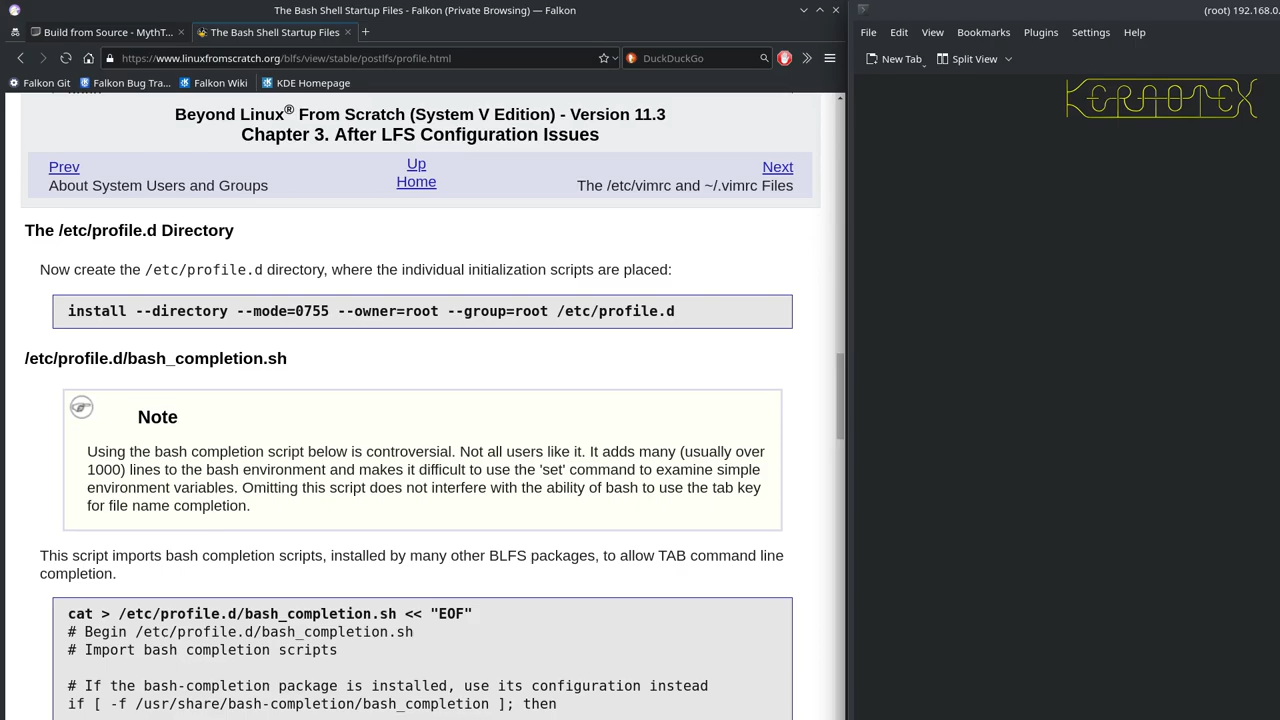 The Bash Shell Startup Files - Falkon (Private Browsing) — Falkon
Build from Source - MythT...
The Bash Shell Startup Files
https://www.linuxfromscratch.org/blfs/view/stable/postlfs/profile.html
DuckDuckGo
Falkon Git
Falkon Bug Tra...
Falkon Wiki
KDE Homepage
Beyond Linux® From Scratch (System V Edition) - Version 11.3
Chapter 3. After LFS Configuration Issues
Prev
Up
Next
About System Users and Groups
Home
The /etc/vimrc and ~/.vimrc Files
The /etc/profile.d Directory
Now create the /etc/profile.d directory, where the individual initialization scripts are placed:
install --directory --mode=0755 --owner=root --group=root /etc/profile.d
/etc/profile.d/bash_completion.sh
Note
Using the bash completion script below is controversial. Not all users like it. It adds many (usually over
1000) lines to the bash environment and makes it difficult to use the 'set' command to examine simple
environment variables. Omitting this script does not interfere with the ability of bash to use the tab key
for file name completion.
This script imports bash completion scripts, installed by many other BLFS packages, to allow TAB command line
completion.
cat > /etc/profile.d/bash_completion.sh << "EOF"
# Begin /etc/profile.d/bash_completion.sh
# Import bash completion scripts
# If the bash-completion package is installed, use its configuration instead
if [ -f /usr/share/bash-completion/bash_completion ]; then
(root) 192.168.0.
File Edit View Bookmarks Plugins Settings Help
New Tab
Split View